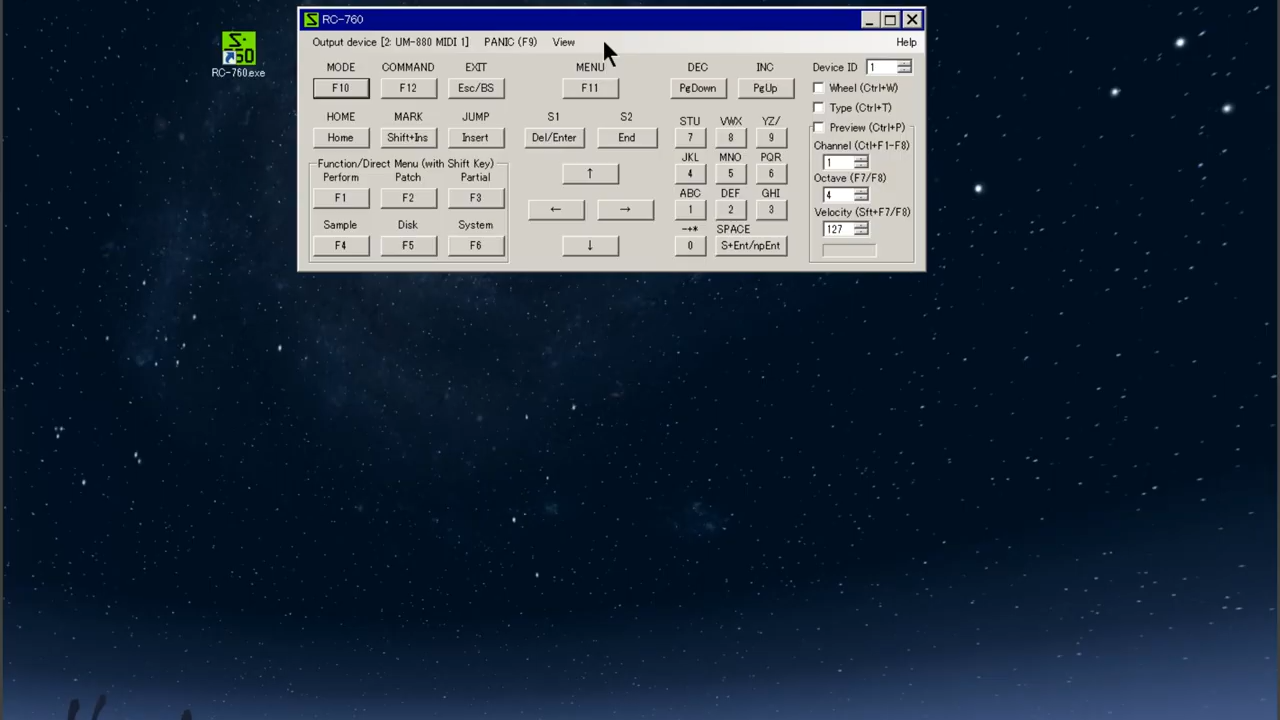 RC-760
Output device [2: UM-880 MIDI 1] PANIC (F9) View Help
MODE COMMAND EXIT MENU DEC INC Device ID 1
F10 F12 Esc/BS F11 PgDown PgUp Wheel (Ctrl+W)
Type (Ctrl+T)
HOME MARK JUMP S1 S2 STU VWX YZ/ Preview (Ctrl+P)
Home Shift+Ins Insert Del/Enter End 7 8 9 Channel (Ctl+F1-F8)
JKL MNO PQR 1
Function/Direct Menu (with Shift Key) 4 5 6 Octave (F7/F8)
Perform Patch Partial ABC DEF GHI 4
F1 F2 F3 ← ↑ → ↓ 1 2 3 Velocity (Sft+F7/F8)
Sample Disk System -+* SPACE 127
F4 F5 F6 0 S+Ent/npEnt
S-
60
RC-760.exe